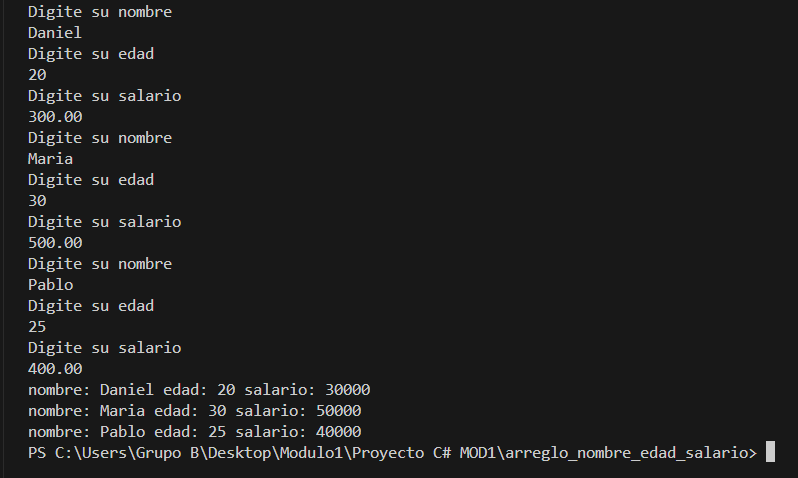 Digite su nombre
Daniel
Digite su edad
20
Digite su salario
300.00
Digite su nombre
Maria
Digite su edad
30
Digite su salario
500.00
Digite su nombre
Pablo
Digite su edad
25
Digite su salario
400.00
nombre: Daniel edad: 20 salario: 30000
nombre: Maria edad: 30 salario: 50000
nombre: Pablo edad: 25 salario: 40000
PS C:\Users\Grupo B\Desktop\Modulo1\Proyecto C# MOD1\arreglo_nombre_edad_salario>